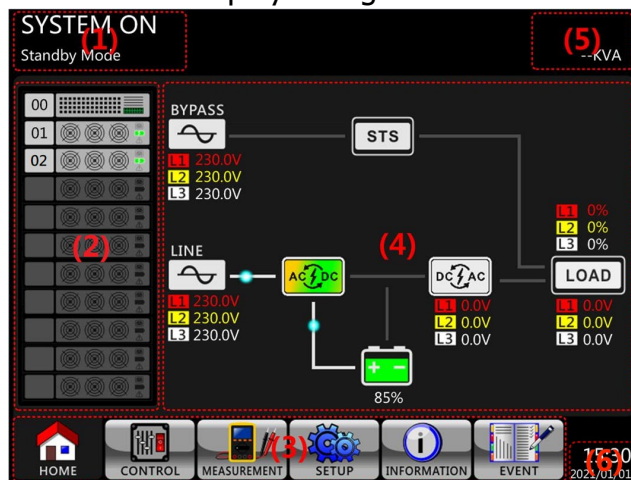 SYSTEM ON
Standby Mode
(1)
(5)
--KVA
00
01
02
(2)
BYPASS
L1 230.0V
L2 230.0V
L3 230.0V
STS
LINE
L1 230.0V
L2 230.0V
L3 230.0V
AC DC
(4)
DC AC
L1 0.0V
L2 0.0V
L3 0.0V
L1 0%
L2 0%
L3 0%
LOAD
L1 0.0V
L2 0.0V
L3 0.0V
+ -
85%
HOME
CONTROL
MEASUREMENT
(3)
SETUP
INFORMATION
EVENT
15:30
(6)
2021/01/01